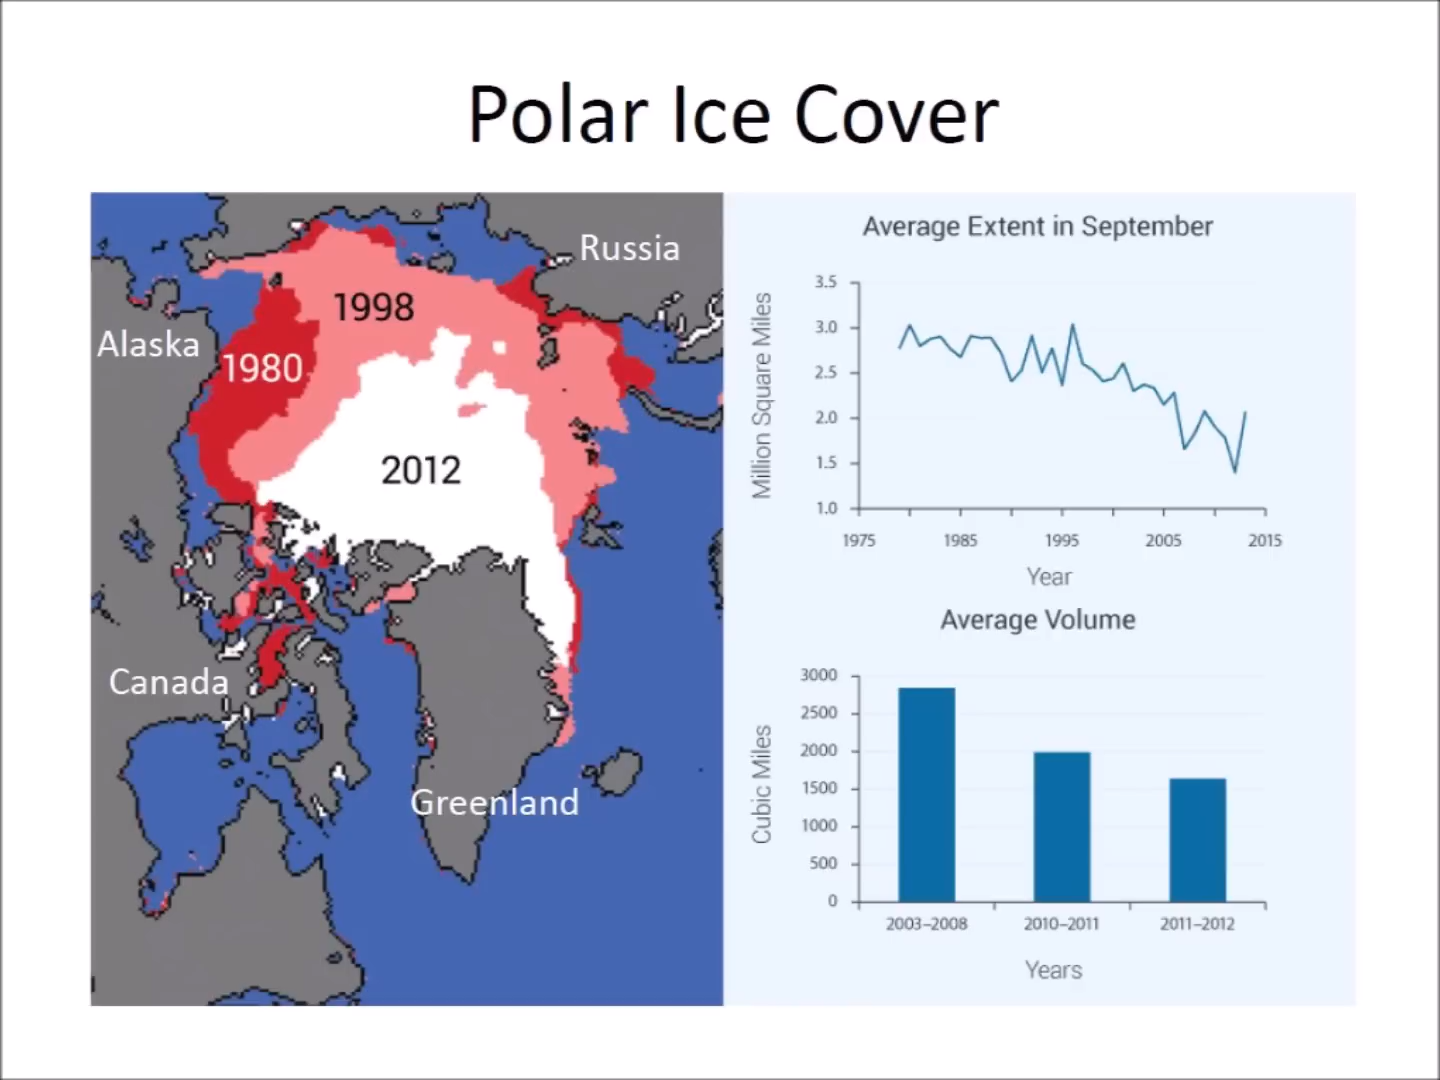 Polar Ice Cover
Russia
1998
Alaska
1980
2012
Canada
Greenland
Average Extent in September
Million Square Miles
3.5
3.0
2.5
2.0
1.5
1.0
1975 1985 1995 2005 2015
Year
Average Volume
Cubic Miles
3000
2500
2000
1500
1000
500
0
2003–2008 2010–2011 2011–2012
Years